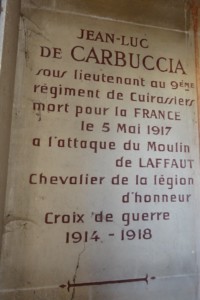 JEAN-LUC
DE CARBUCCIA
sous lieutenant au 9ème
régiment de Cuirassiers
mort pour la FRANCE
le 5 Mai 1917
a l'attaque du Moulin
de LAFFAUT
Chevalier de la légion
d'honneur
Croix de guerre
1914-1918